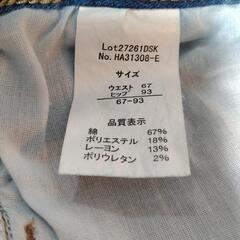 Lot27261DSK
No. HA31308-E
サイズ
ウエスト 67
ヒップ 93
67-93
品質表示
綿 67%
ポリエステル 18%
レーヨン 13%
ポリウレタン 2%